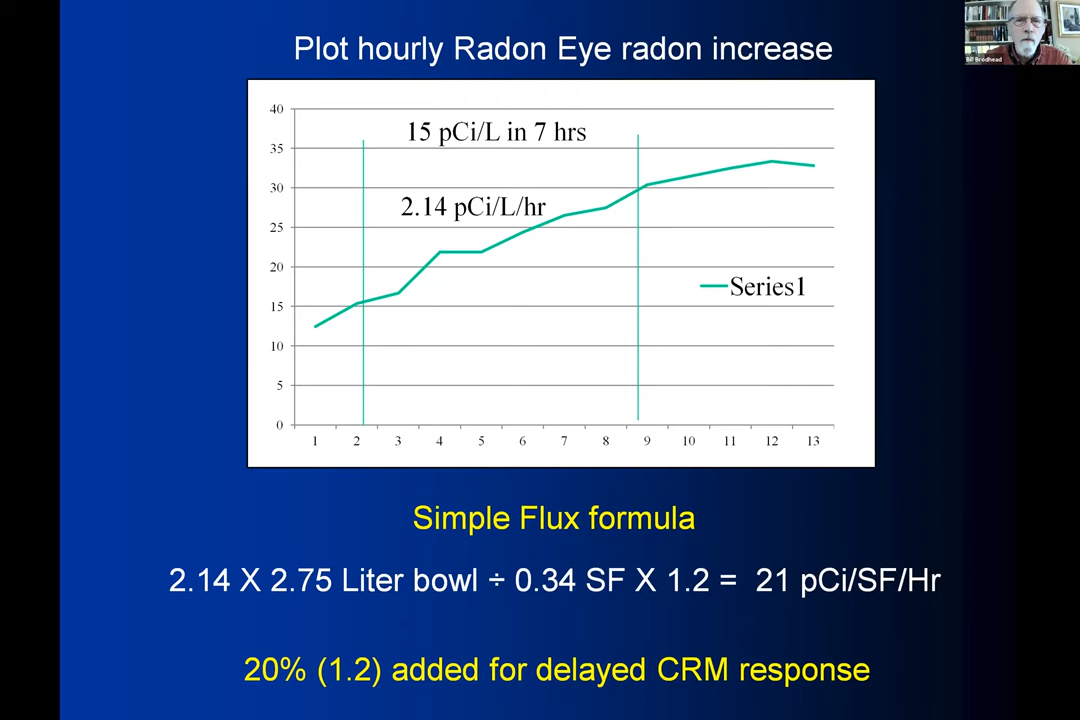 Plot hourly Radon Eye radon increase
Bill Brodhead
40
35
30
25
20
15
10
5
0
15 pCi/L in 7 hrs
2.14 pCi/L/hr
Series1
1 2 3 4 5 6 7 8 9 10 11 12 13
Simple Flux formula
2.14 X 2.75 Liter bowl ÷ 0.34 SF X 1.2 = 21 pCi/SF/Hr
20% (1.2) added for delayed CRM response